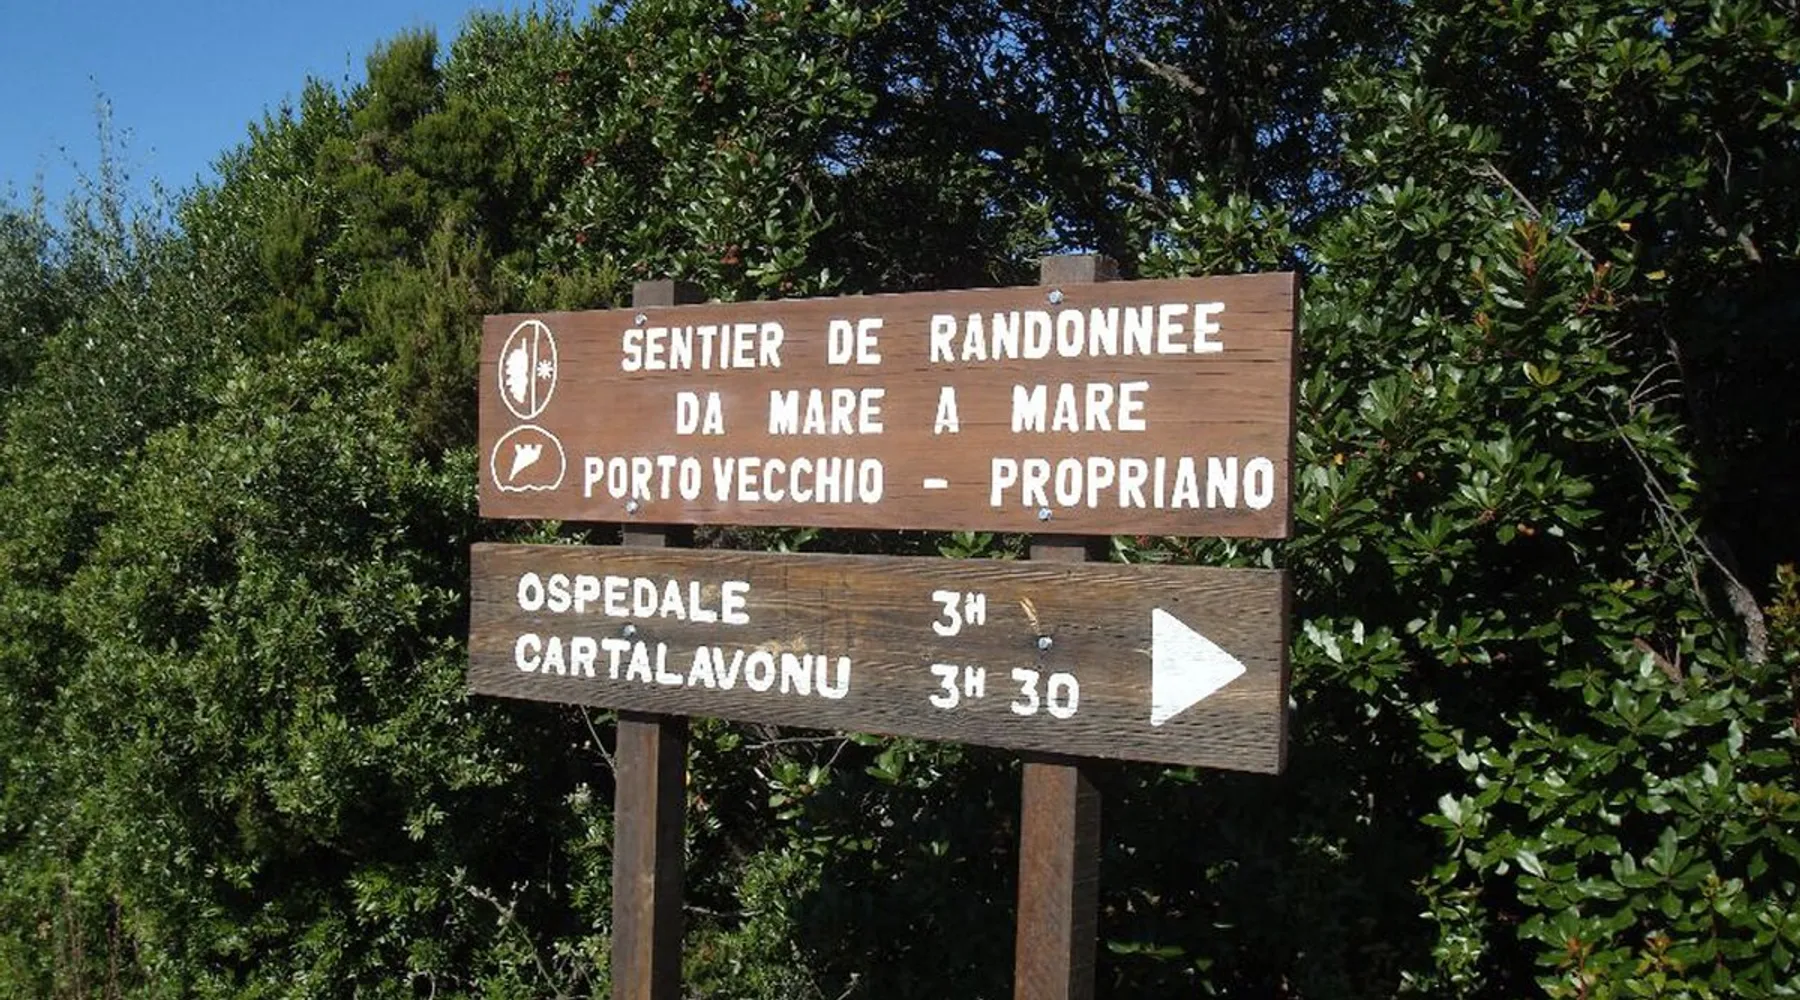 SENTIER DE RANDONNEE
DA MARE A MARE
PORTO VECCHIO - PROPRIANO
OSPEDALE 3H
CARTALAVONU 3H 30